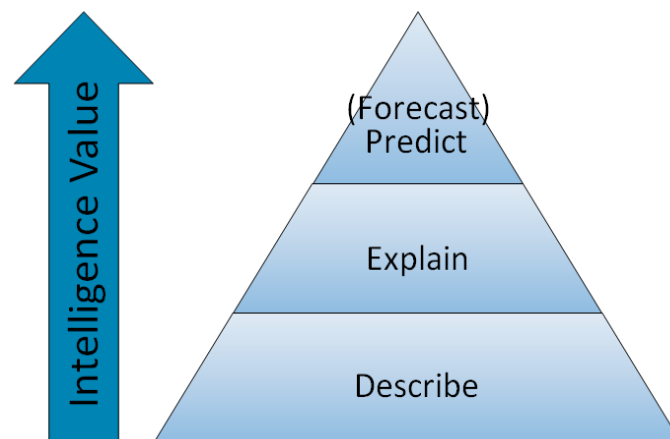 Intelligence Value
(Forecast)
Predict
Explain
Describe